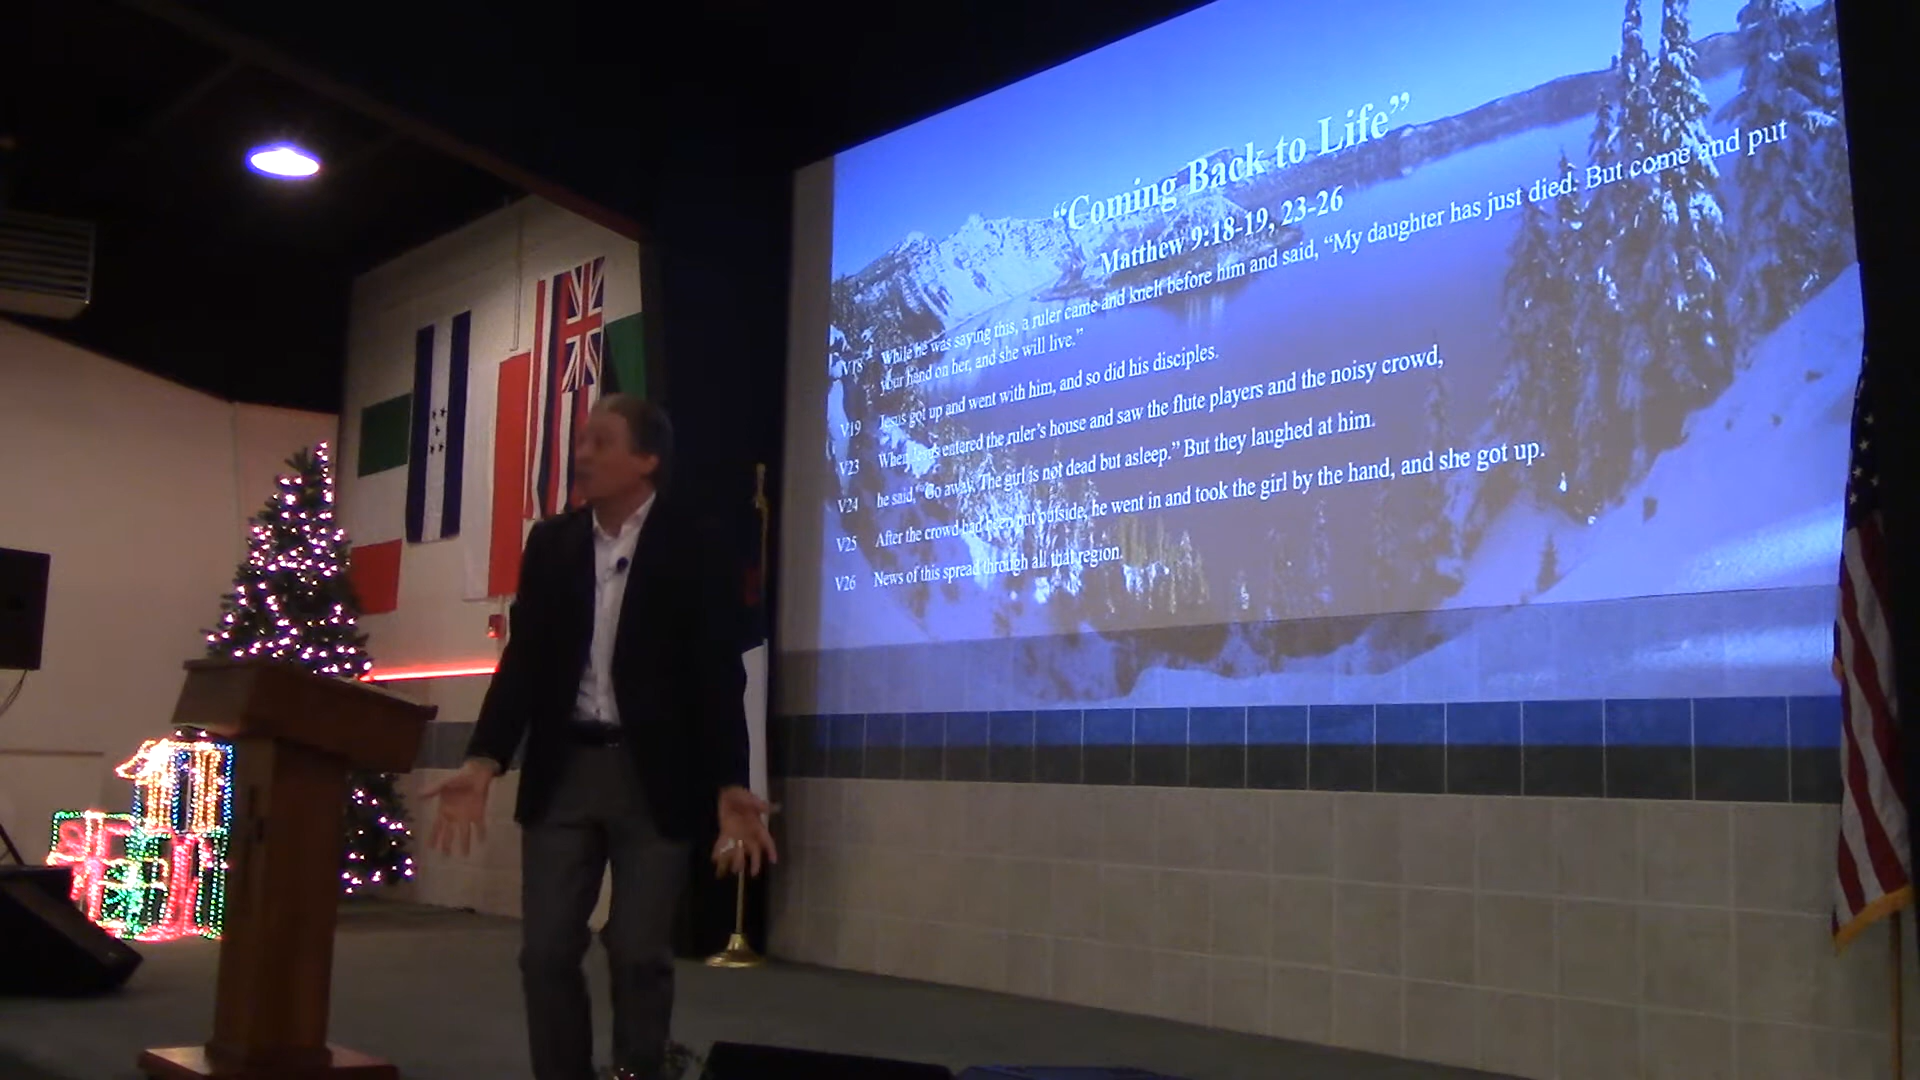 “Coming Back to Life”
Matthew 9:18-19, 23-26
V18 While he was saying this, a ruler came and knelt before him and said, “My daughter has just died. But come and put
your hand on her, and she will live.”
V19 Jesus got up and went with him, and so did his disciples.
V23 When Jesus entered the ruler’s house and saw the flute players and the noisy crowd,
V24 he said, “Go away. The girl is not dead but asleep.” But they laughed at him.
V25 After the crowd had been put outside, he went in and took the girl by the hand, and she got up.
V26 News of this spread through all that region.